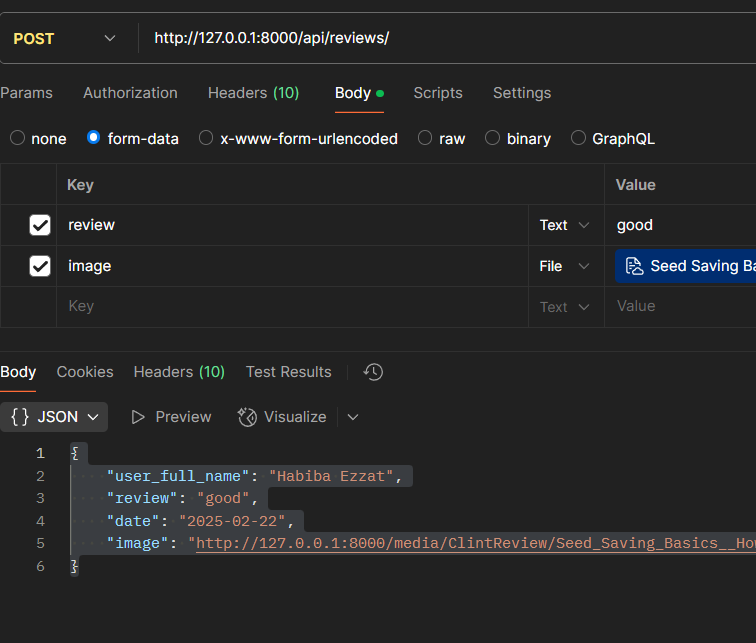 POST http://127.0.0.1:8000/api/reviews/
Params Authorization Headers (10) Body Scripts Settings
none form-data x-www-form-urlencoded raw binary GraphQL
Key Value
review Text good
image File Seed Saving
Key Text Value
Body Cookies Headers (10) Test Results
{} JSON Preview Visualize
1 {
2 "user_full_name": "Habiba Ezzat",
3 "review": "good",
4 "date": "2025-02-22",
5 "image": "http://127.0.0.1:8000/media/ClintReview/Seed_Saving_Basics__How
6 }